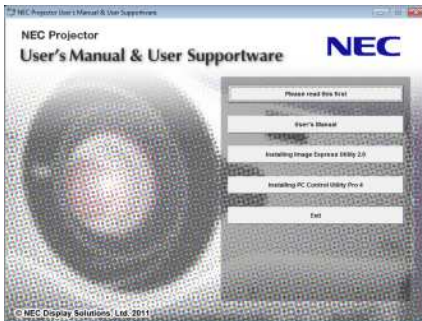 NEC Projector User's Manual & User Supportware
NEC Projector
User's Manual & User Supportware
NEC
Please read this first
User's Manual
Installing Image Express Utility 2.0
Installing PC Control Utility Pro 4
Exit
© NEC Display Solutions, Ltd. 2011